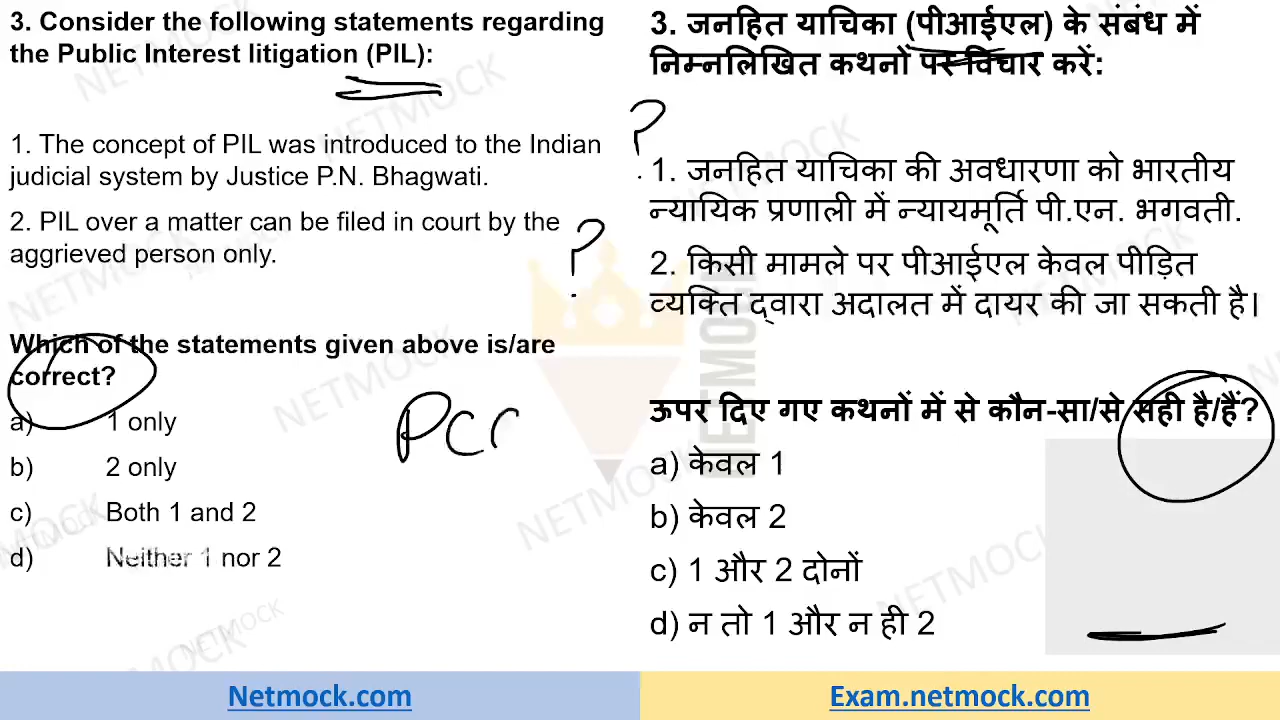 3. Consider the following statements regarding
the Public Interest litigation (PIL):
1. The concept of PIL was introduced to the Indian
judicial system by Justice P.N. Bhagwati.
2. PIL over a matter can be filed in court by the
aggrieved person only.
?
Which of the statements given above is/are
correct?
a) 1 only
b) 2 only
c) Both 1 and 2
d) Neither 1 nor 2
3. जनहित याचिका (पीआईएल) के संबंध में
निम्नलिखित कथनों पर विचार करें:
?
1. जनहित याचिका की अवधारणा को भारतीय
न्यायिक प्रणाली में न्यायमूर्ति पी.एन. भगवती.
2. किसी मामले पर पीआईएल केवल पीड़ित
व्यक्ति द्वारा अदालत में दायर की जा सकती है।
ऊपर दिए गए कथनों में से कौन-सा/से सही है/हैं?
a) केवल 1
b) केवल 2
c) 1 और 2 दोनों
d) न तो 1 और न ही 2
NETMOCK
Netmock.com
Exam.netmock.com